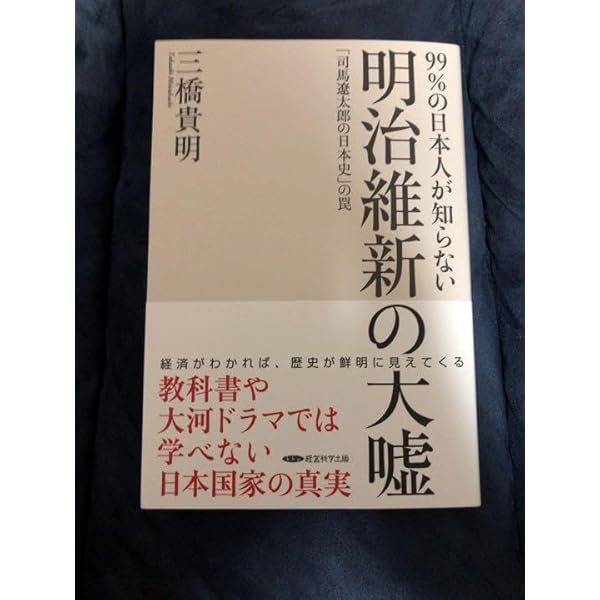 99%の日本人が知らない
明治維新の大嘘
「司馬遼太郎の日本史」の罠
三橋貴明
経済がわかれば、歴史が鮮明に見えてくる
教科書や
大河ドラマでは
学べない
日本国家の真実
経営科学出版